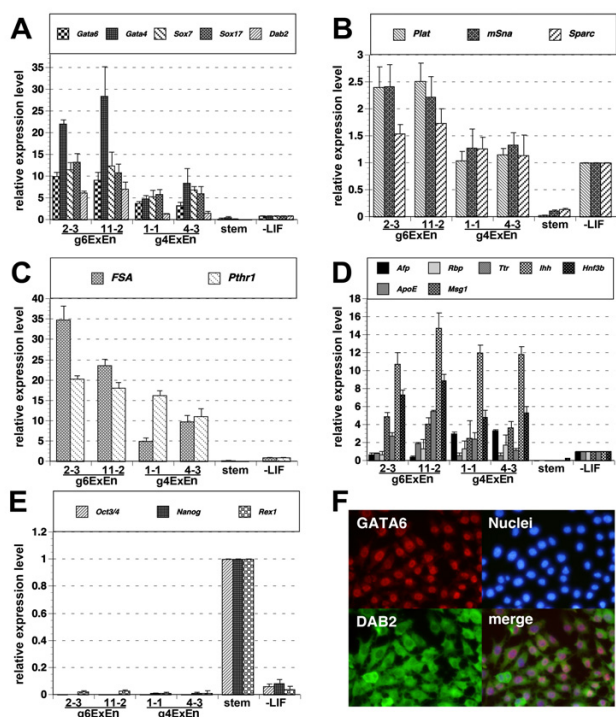 A
Gata6 Gata4 Sox7 Sox17 Dab2
relative expression level
35
30
25
20
15
10
5
0
2-3 11-2 1-1 4-3 stem -LIF
g6ExEn g4ExEn
B
Plat mSna Sparc
relative expression level
3
2.5
2
1.5
1
0.5
0
2-3 11-2 1-1 4-3 stem -LIF
g6ExEn g4ExEn
C
FSA Pthr1
relative expression level
40
35
30
25
20
15
10
5
0
2-3 11-2 1-1 4-3 stem -LIF
g6ExEn g4ExEn
D
Afp Rbp Ttr Ihh Hnf3b
ApoE Msg1
relative expression level
18
16
14
12
10
8
6
4
2
0
2-3 11-2 1-1 4-3 stem -LIF
g6ExEn g4ExEn
E
Oct3/4 Nanog Rex1
relative expression level
1.2
1
0.8
0.6
0.4
0.2
0
2-3 11-2 1-1 4-3 stem -LIF
g6ExEn g4ExEn
F
GATA6 Nuclei
DAB2 merge